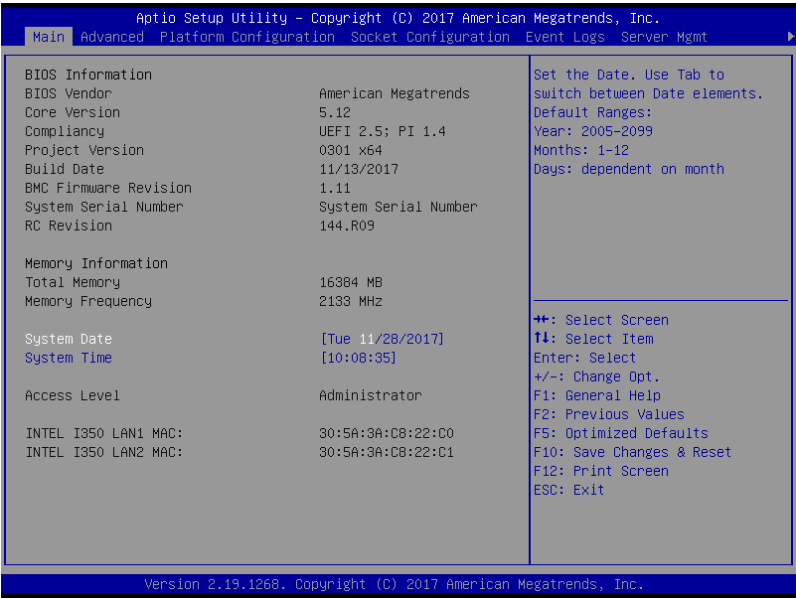 Aptio Setup Utility – Copyright (C) 2017 American Megatrends, Inc.
Main Advanced Platform Configuration Socket Configuration Event Logs Server Mgmt
BIOS Information
BIOS Vendor American Megatrends
Core Version 5.12
Compliancy UEFI 2.5; PI 1.4
Project Version 0301 x64
Build Date 11/13/2017
BMC Firmware Revision 1.11
System Serial Number System Serial Number
RC Revision 144.R09
Memory Information
Total Memory 16384 MB
Memory Frequency 2133 MHz
System Date [Tue 11/28/2017]
System Time [10:08:35]
Access Level Administrator
INTEL I350 LAN1 MAC: 30:5A:3A:C8:22:C0
INTEL I350 LAN2 MAC: 30:5A:3A:C8:22:C1
Set the Date. Use Tab to
switch between Date elements.
Default Ranges:
Year: 2005-2099
Months: 1-12
Days: dependent on month
→←: Select Screen
↑↓: Select Item
Enter: Select
+/-: Change Opt.
F1: General Help
F2: Previous Values
F5: Optimized Defaults
F10: Save Changes & Reset
F12: Print Screen
ESC: Exit
Version 2.19.1268. Copyright (C) 2017 American Megatrends, Inc.